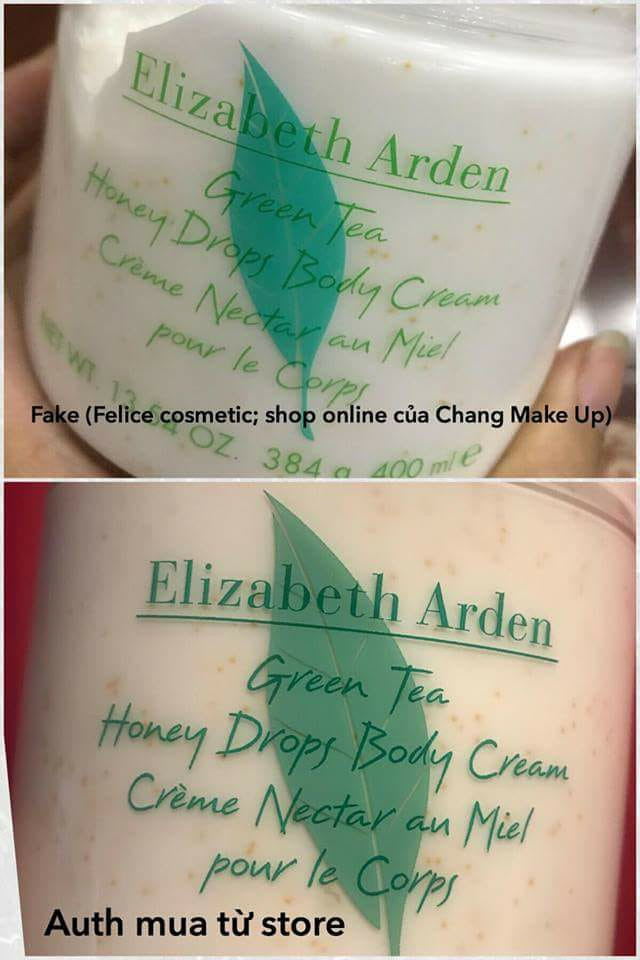 Elizabeth Arden
Green Tea
Honey Drops Body Cream
Crème Nectar au Miel
pour le Corps
Fake (Felice cosmetic; shop online của Chang Make Up)
NET WT. 13.54 OZ. 384 g 400 ml e
Elizabeth Arden
Green Tea
Honey Drops Body Cream
Crème Nectar au Miel
pour le Corps
Auth mua từ store